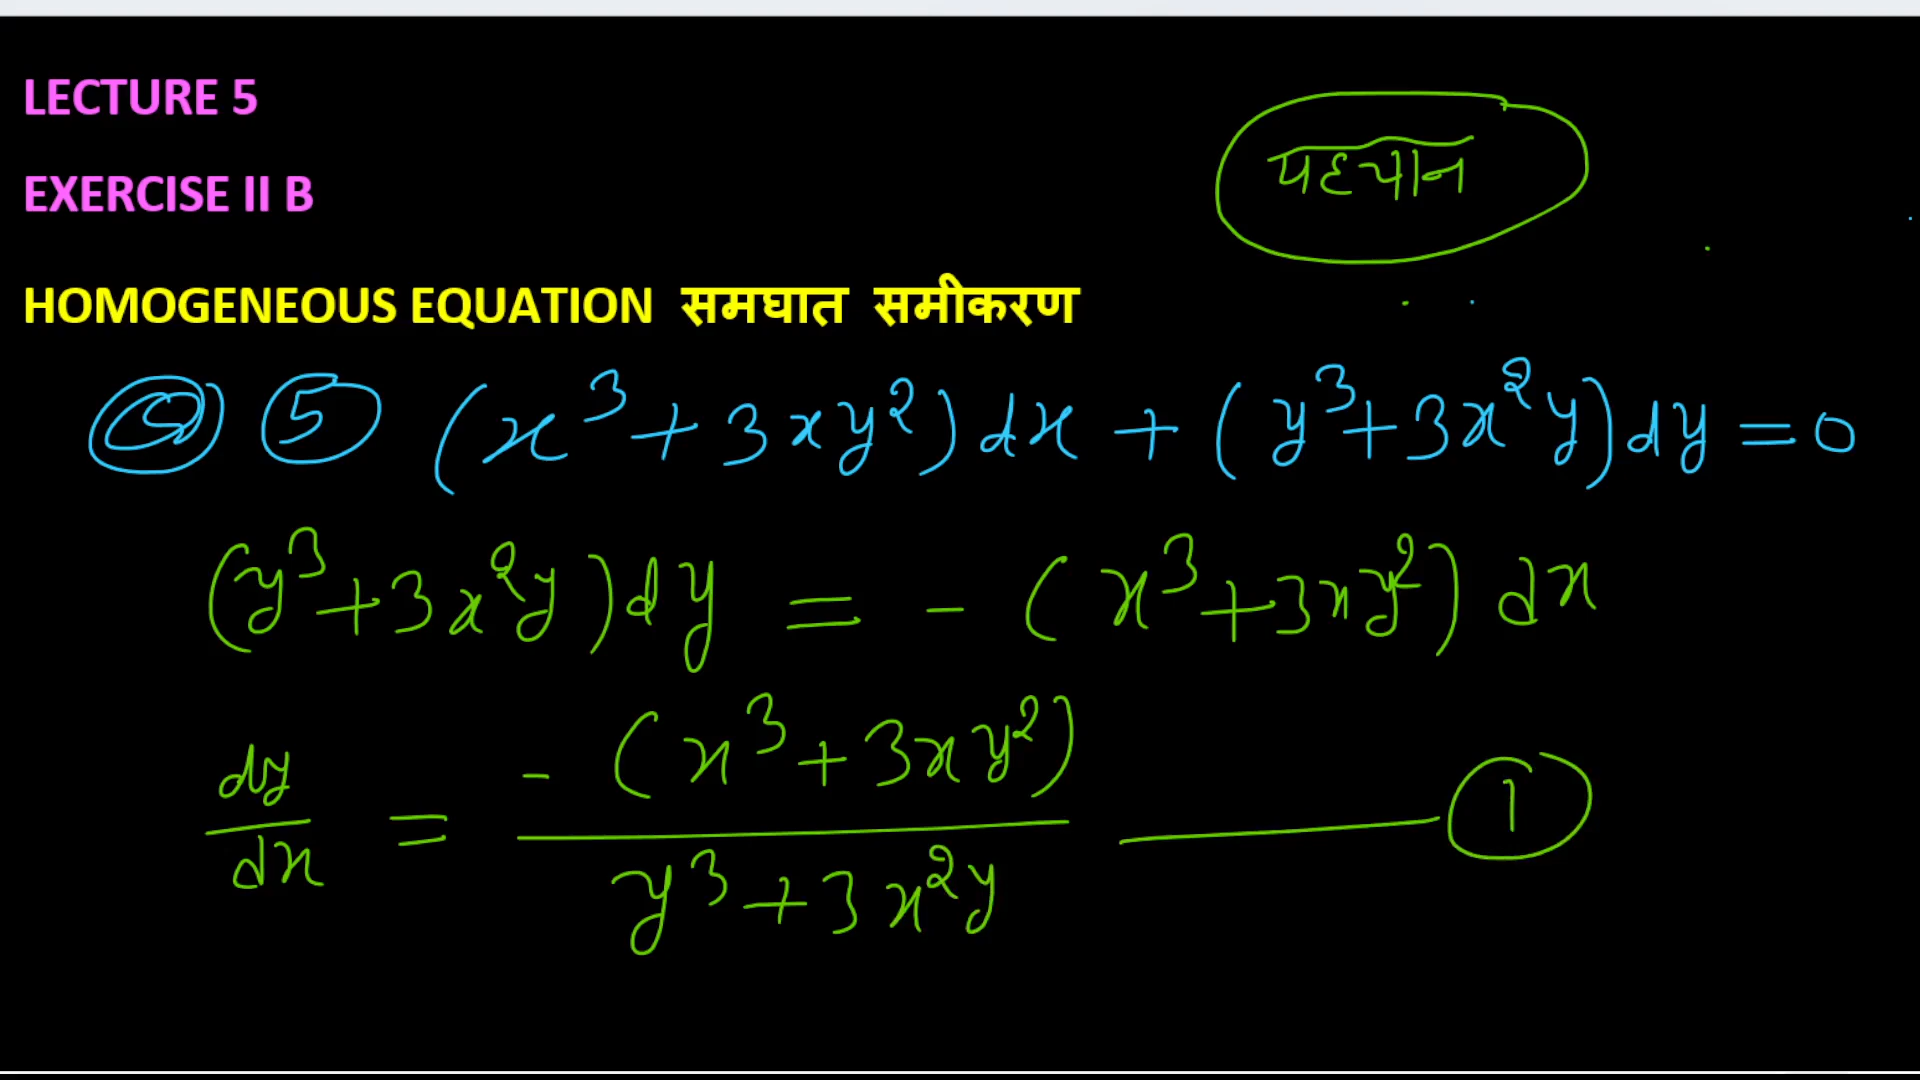 LECTURE 5
EXERCISE II B
पहचान
HOMOGENEOUS EQUATION समघात समीकरण
Q 5 (x³+3xy²)dx+(y³+3x²y)dy=0
(y³+3x²y)dy = -(x³+3xy²)dx
dy/dx = -(x³+3xy²)/y³+3x²y ——— 1